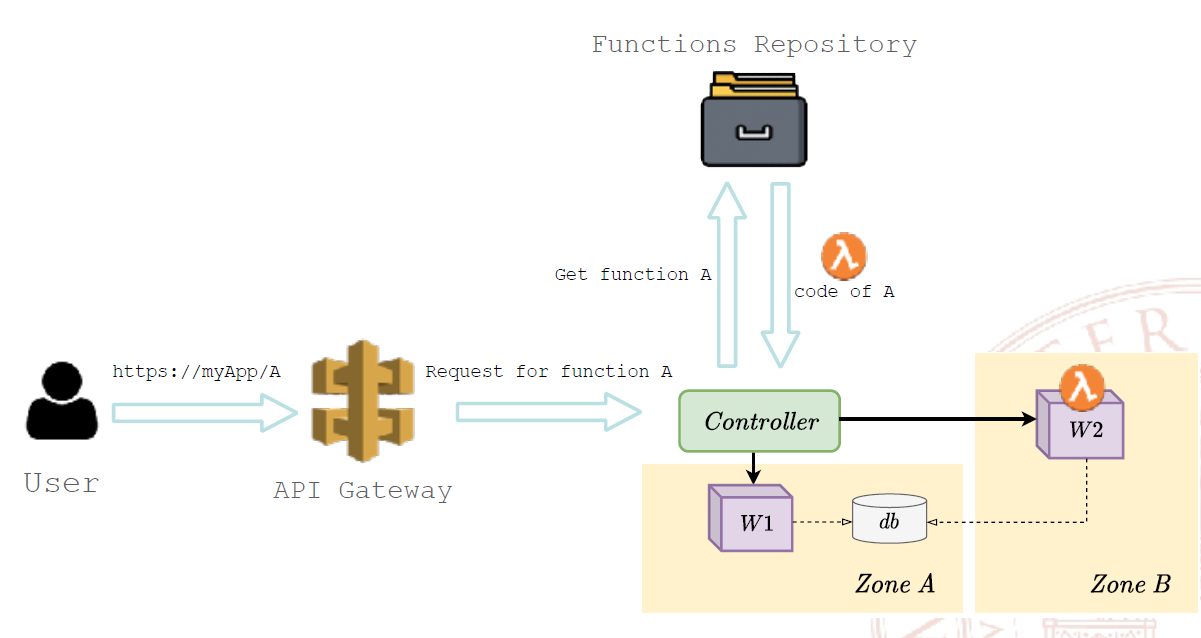 Functions Repository
Get function A
λ
code of A
https://myApp/A
Request for function A
User
API Gateway
Controller
λ
W2
W1
db
Zone A
Zone B
ER